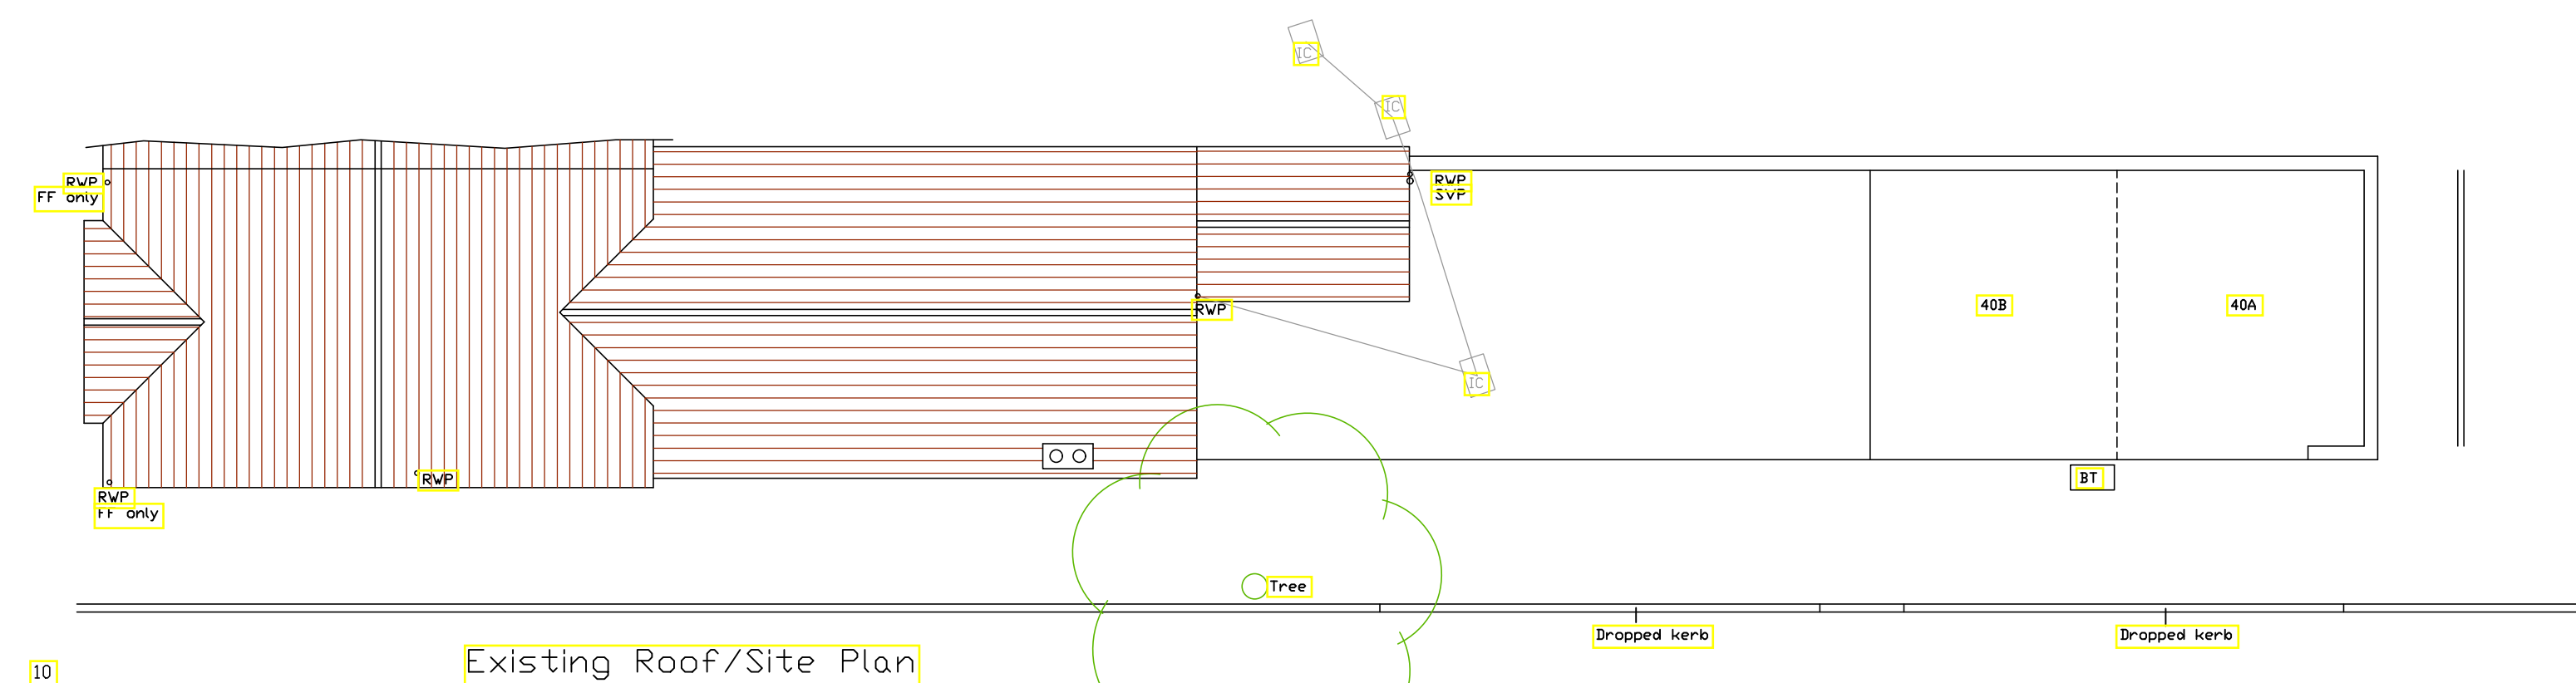 IC
IC
RWP
FF only
RWP
SVP
RWP
40B
40A
IC
RWP
BT
RWP
FF only
Tree
Dropped kerb
Dropped kerb
Existing Roof/Site Plan
10